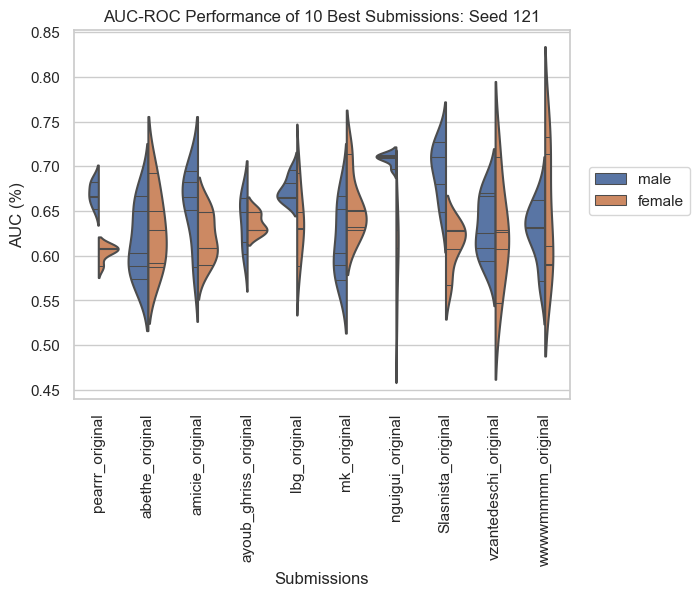 AUC-ROC Performance of 10 Best Submissions: Seed 121
AUC (%)
0.85
0.80
0.75
0.70
0.65
0.60
0.55
0.50
0.45
male
female
pearrr_original
abethe_original
amicie_original
ayoub_ghriss_original
lbg_original
mk_original
nguigui_original
Slasnista_original
vzantedeschi_original
wwwwmmmm_original
Submissions